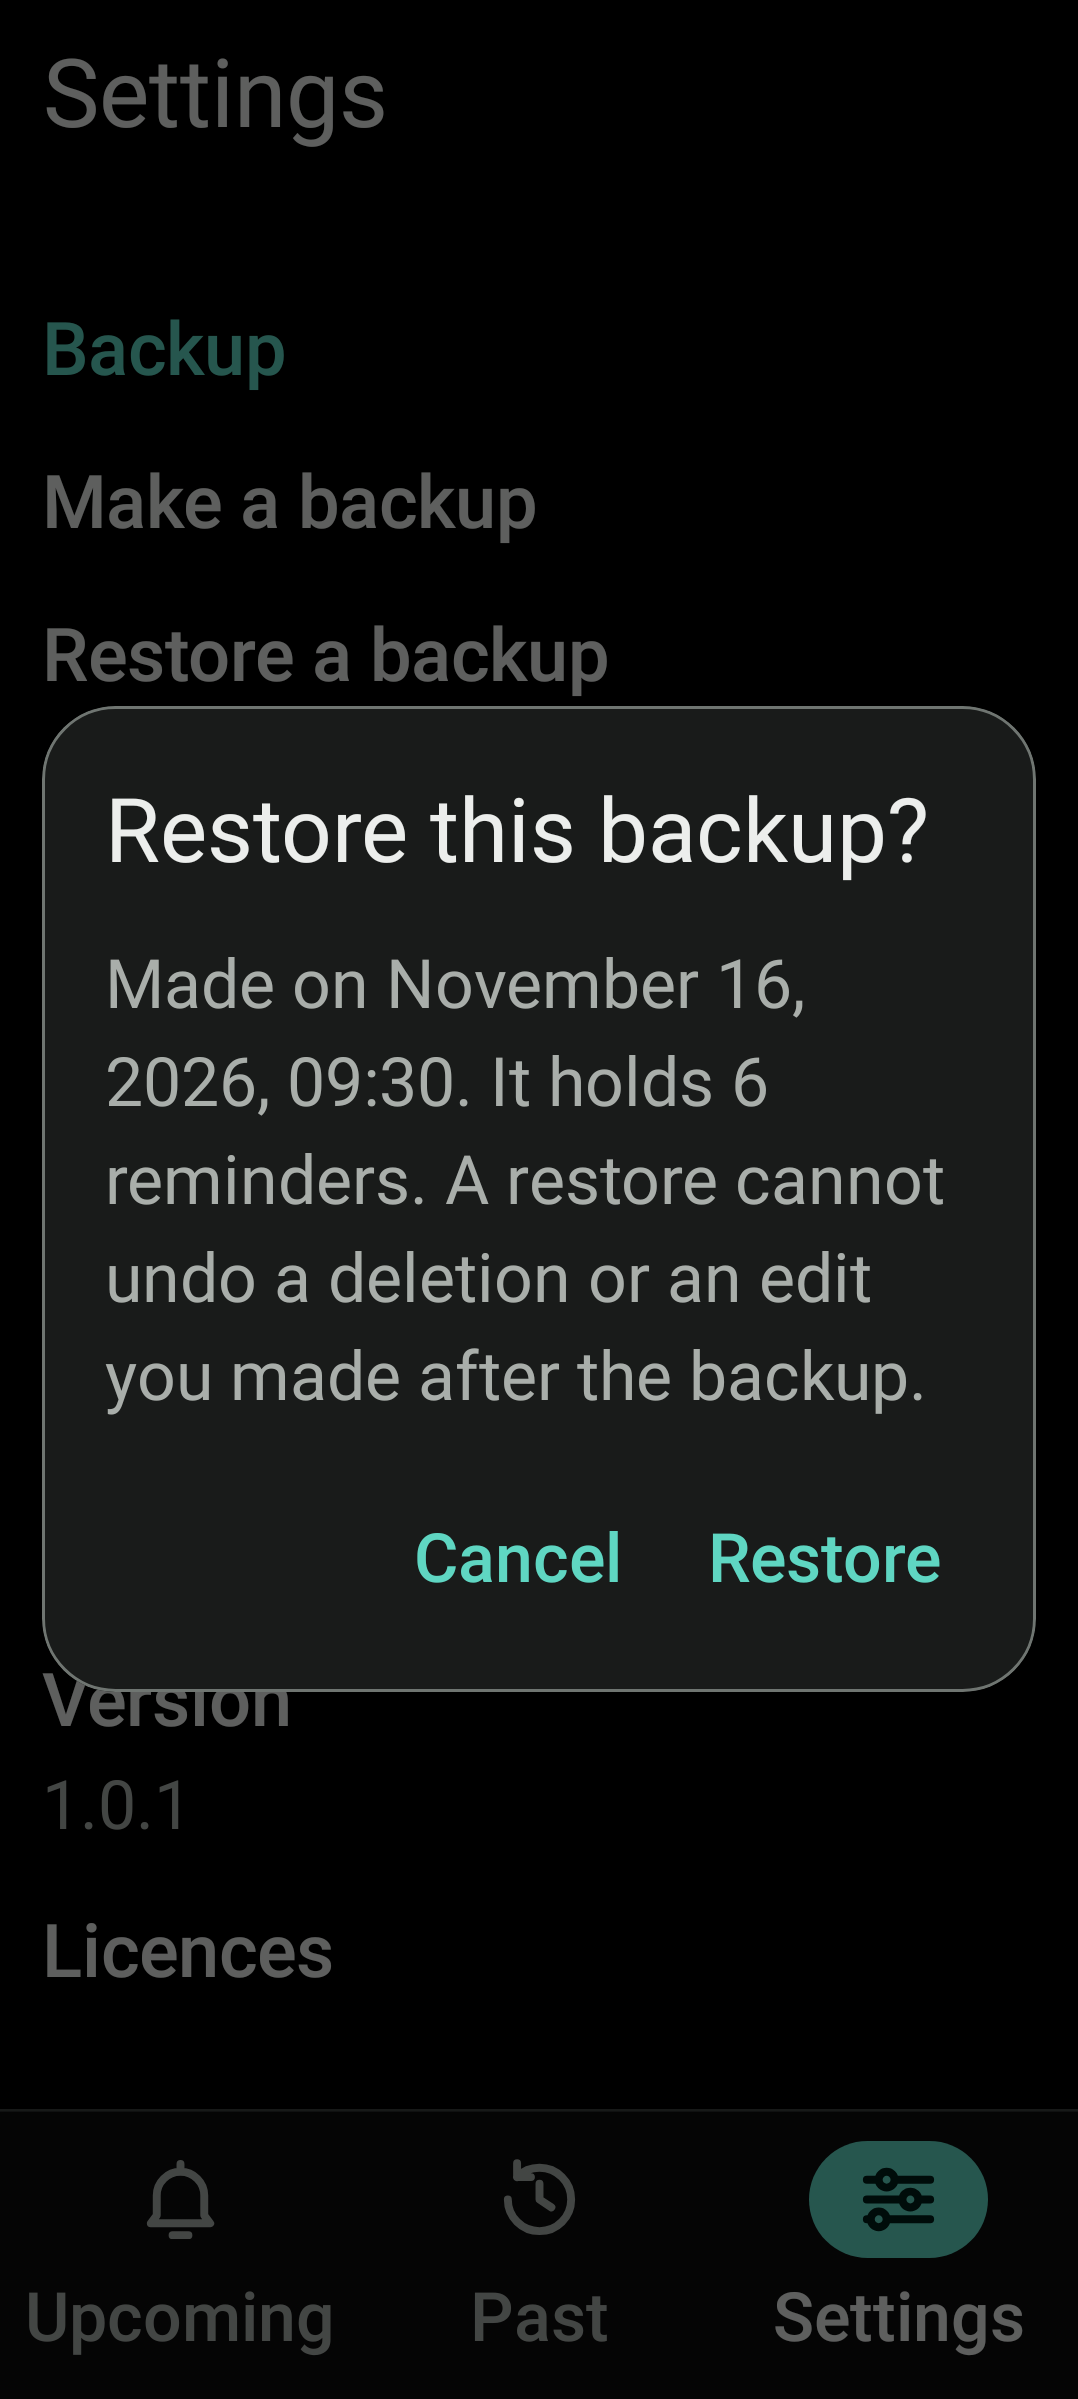 Settings
Backup
Make a backup
Restore a backup
Restore this backup?
Made on November 16,
2026, 09:30. It holds 6
reminders. A restore cannot
undo a deletion or an edit
you made after the backup.
Cancel Restore
Version
1.0.1
Licences
Upcoming Past Settings